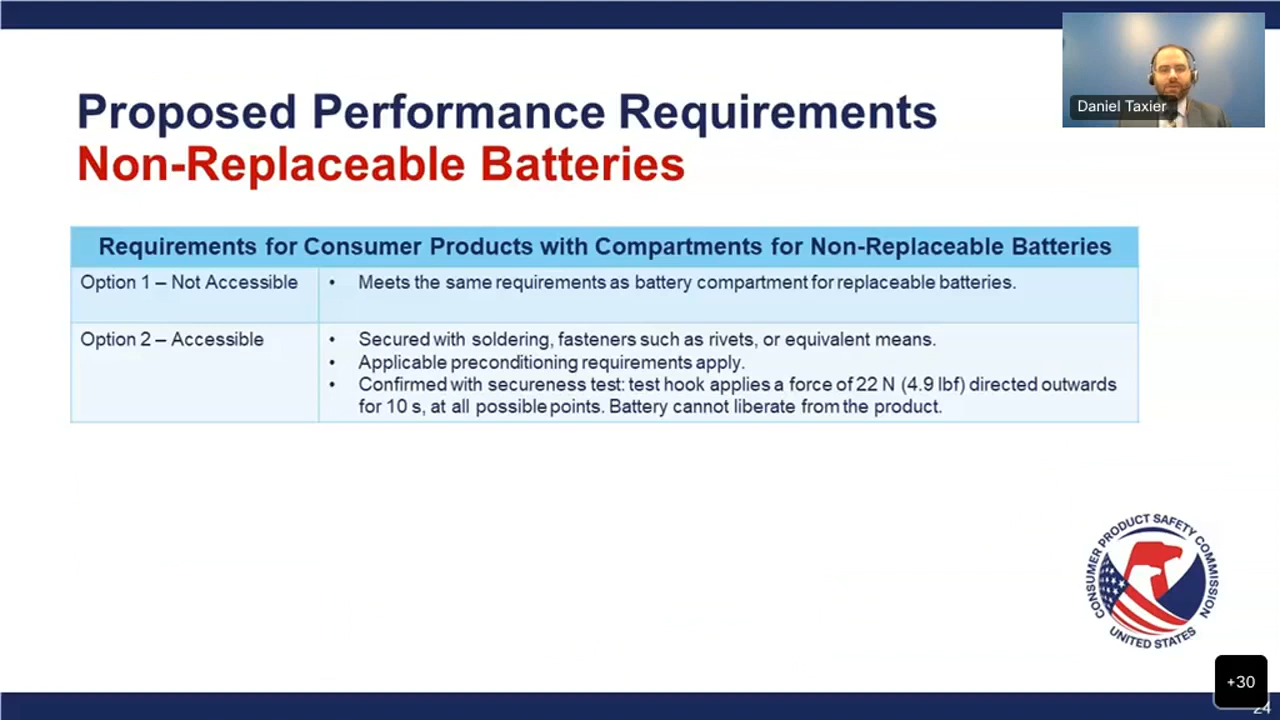 Proposed Performance Requirements
Non-Replaceable Batteries
Daniel Taxier
Requirements for Consumer Products with Compartments for Non-Replaceable Batteries
Option 1 – Not Accessible
• Meets the same requirements as battery compartment for replaceable batteries.
Option 2 – Accessible
• Secured with soldering, fasteners such as rivets, or equivalent means.
• Applicable preconditioning requirements apply.
• Confirmed with secureness test: test hook applies a force of 22 N (4.9 lbf) directed outwards
for 10 s, at all possible points. Battery cannot liberate from the product.
CONSUMER PRODUCT SAFETY COMMISSION
UNITED STATES
+30
24